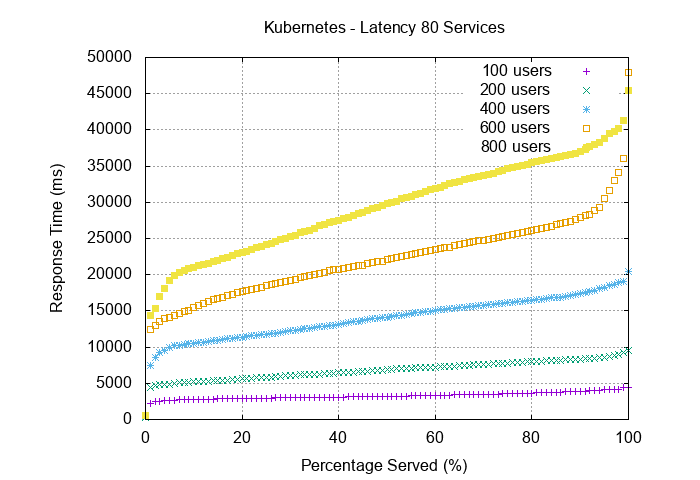 Kubernetes - Latency 80 Services
50000
45000
40000
35000
30000
25000
20000
15000
10000
5000
0
Response Time (ms)
100 users
200 users
400 users
600 users
800 users
0 20 40 60 80 100
Percentage Served (%)